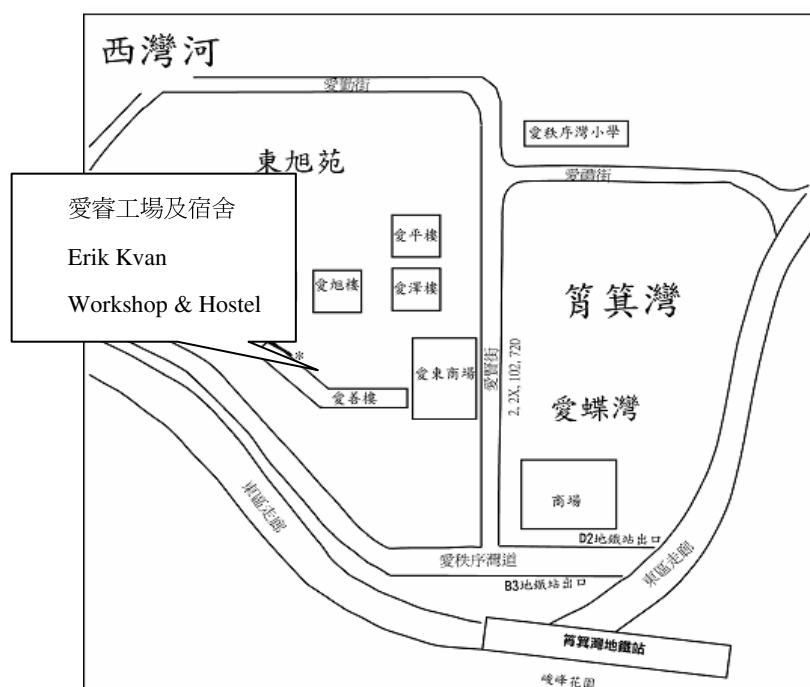 西灣河
愛勤街
愛秩序灣小學
東旭苑
愛禮街
愛睿工場及宿舍
Erik Kvan
Workshop & Hostel
愛平樓
愛旭樓
愛澤樓
筲箕灣
*
愛東商場
愛賢街
2, 2X, 102, 720
愛善樓
愛蝶灣
商場
東區走廊
D2地鐵站出口
愛秩序灣道
東區走廊
B3地鐵站出口
筲箕灣地鐵站
峻峰花園